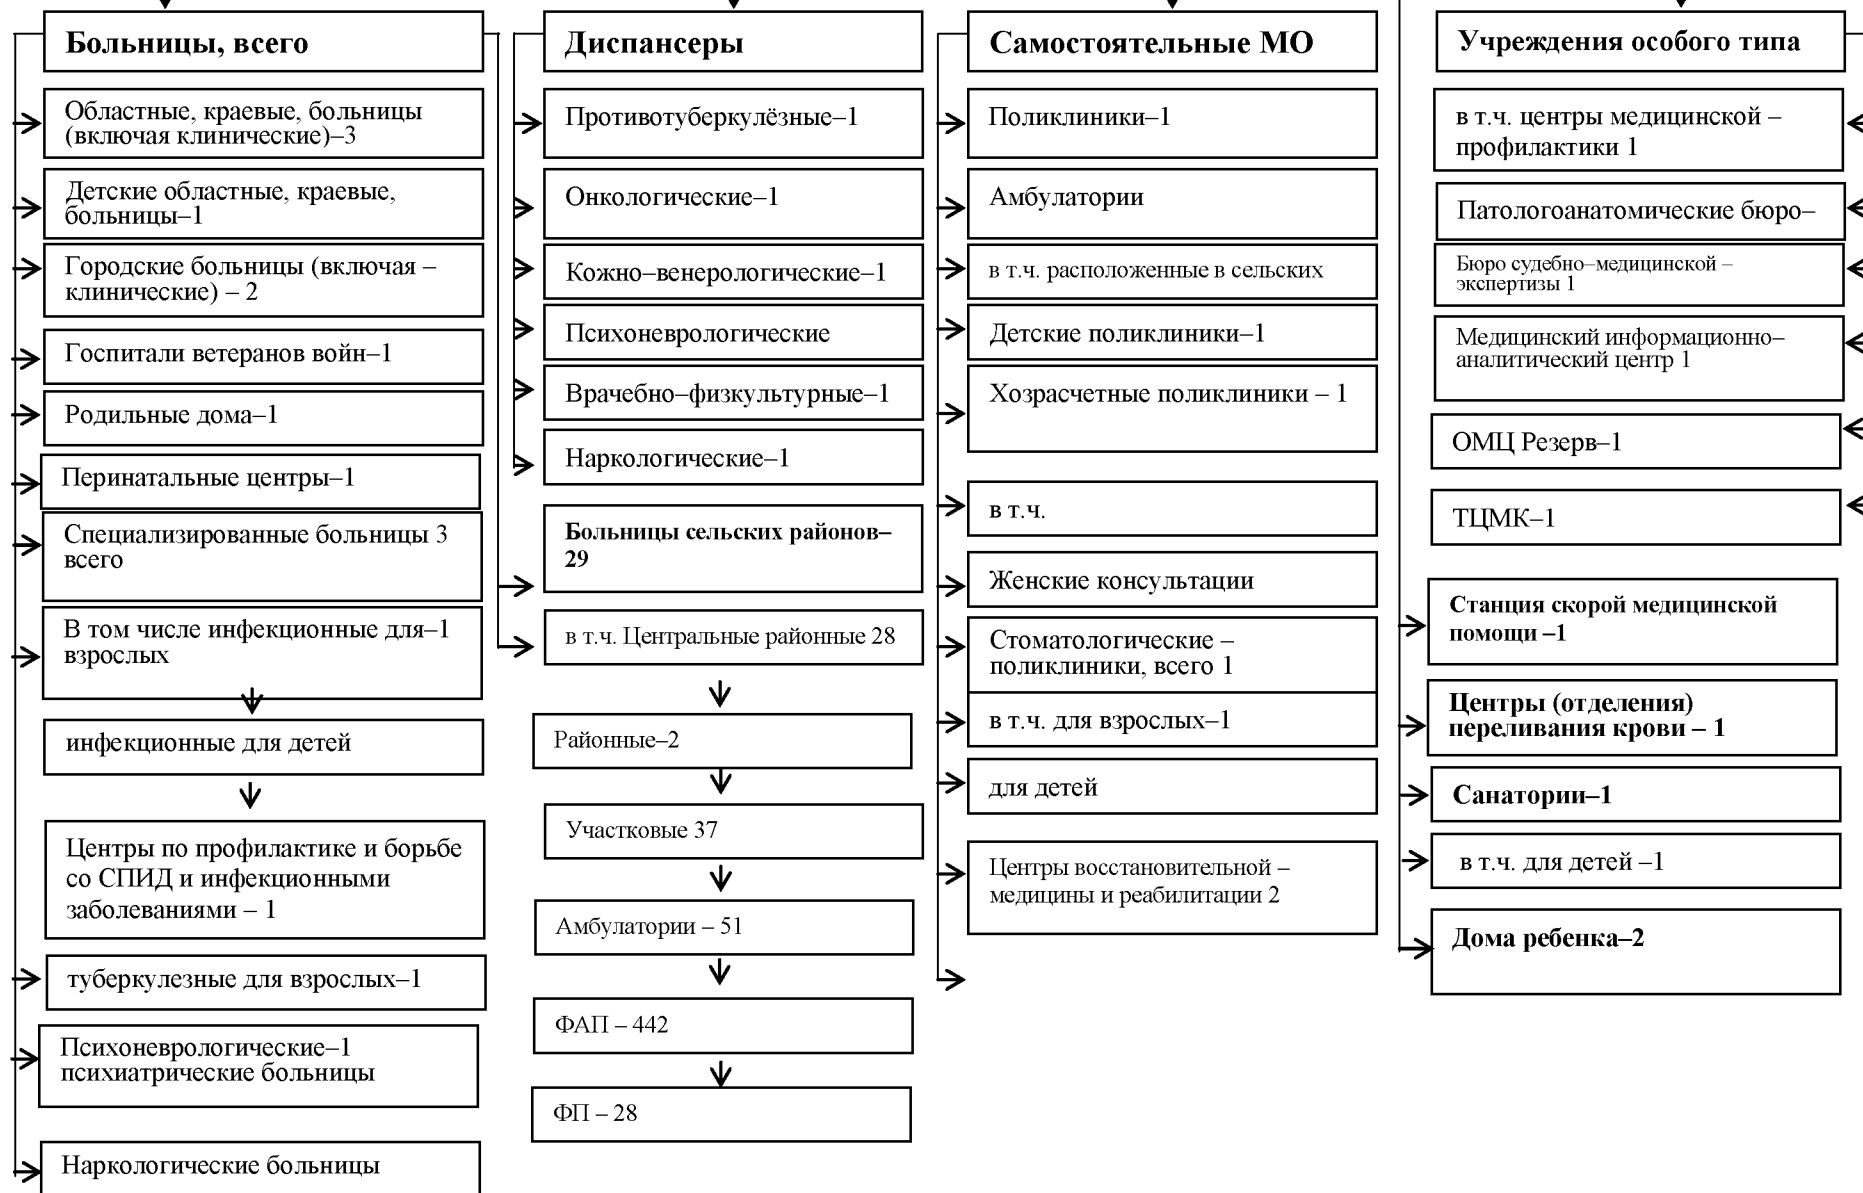 Больницы, всего
Областные, краевые, больницы
(включая клинические)–3
Детские областные, краевые,
больницы–1
Городские больницы (включая –
клинические) – 2
Госпитали ветеранов войн–1
Родильные дома–1
Перинатальные центры–1
Специализированные больницы 3
всего
В том числе инфекционные для–1
взрослых
инфекционные для детей
Центры по профилактике и борьбе
со СПИД и инфекционными
заболеваниями – 1
туберкулезные для взрослых–1
Психоневрологические–1
психиатрические больницы
Наркологические больницы
Диспансеры
Противотуберкулёзные–1
Онкологические–1
Кожно–венерологические–1
Психоневрологические
Врачебно–физкультурные–1
Наркологические–1
Больницы сельских районов–
29
в т.ч. Центральные районные 28
Районные–2
Участковые 37
Амбулатории – 51
ФАП – 442
ФП – 28
Самостоятельные МО
Поликлиники–1
Амбулатории
в т.ч. расположенные в сельских
Детские поликлиники–1
Хозрасчетные поликлиники – 1
в т.ч.
Женские консультации
Стоматологические –
поликлиники, всего 1
в т.ч. для взрослых–1
для детей
Центры восстановительной –
медицины и реабилитации 2
Учреждения особого типа
в т.ч. центры медицинской –
профилактики 1
Патологоанатомические бюро–
Бюро судебно–медицинской –
экспертизы 1
Медицинский информационно–
аналитический центр 1
ОМЦ Резерв–1
ТЦМК–1
Станция скорой медицинской
помощи –1
Центры (отделения)
переливания крови – 1
Санатории–1
в т.ч. для детей –1
Дома ребенка–2